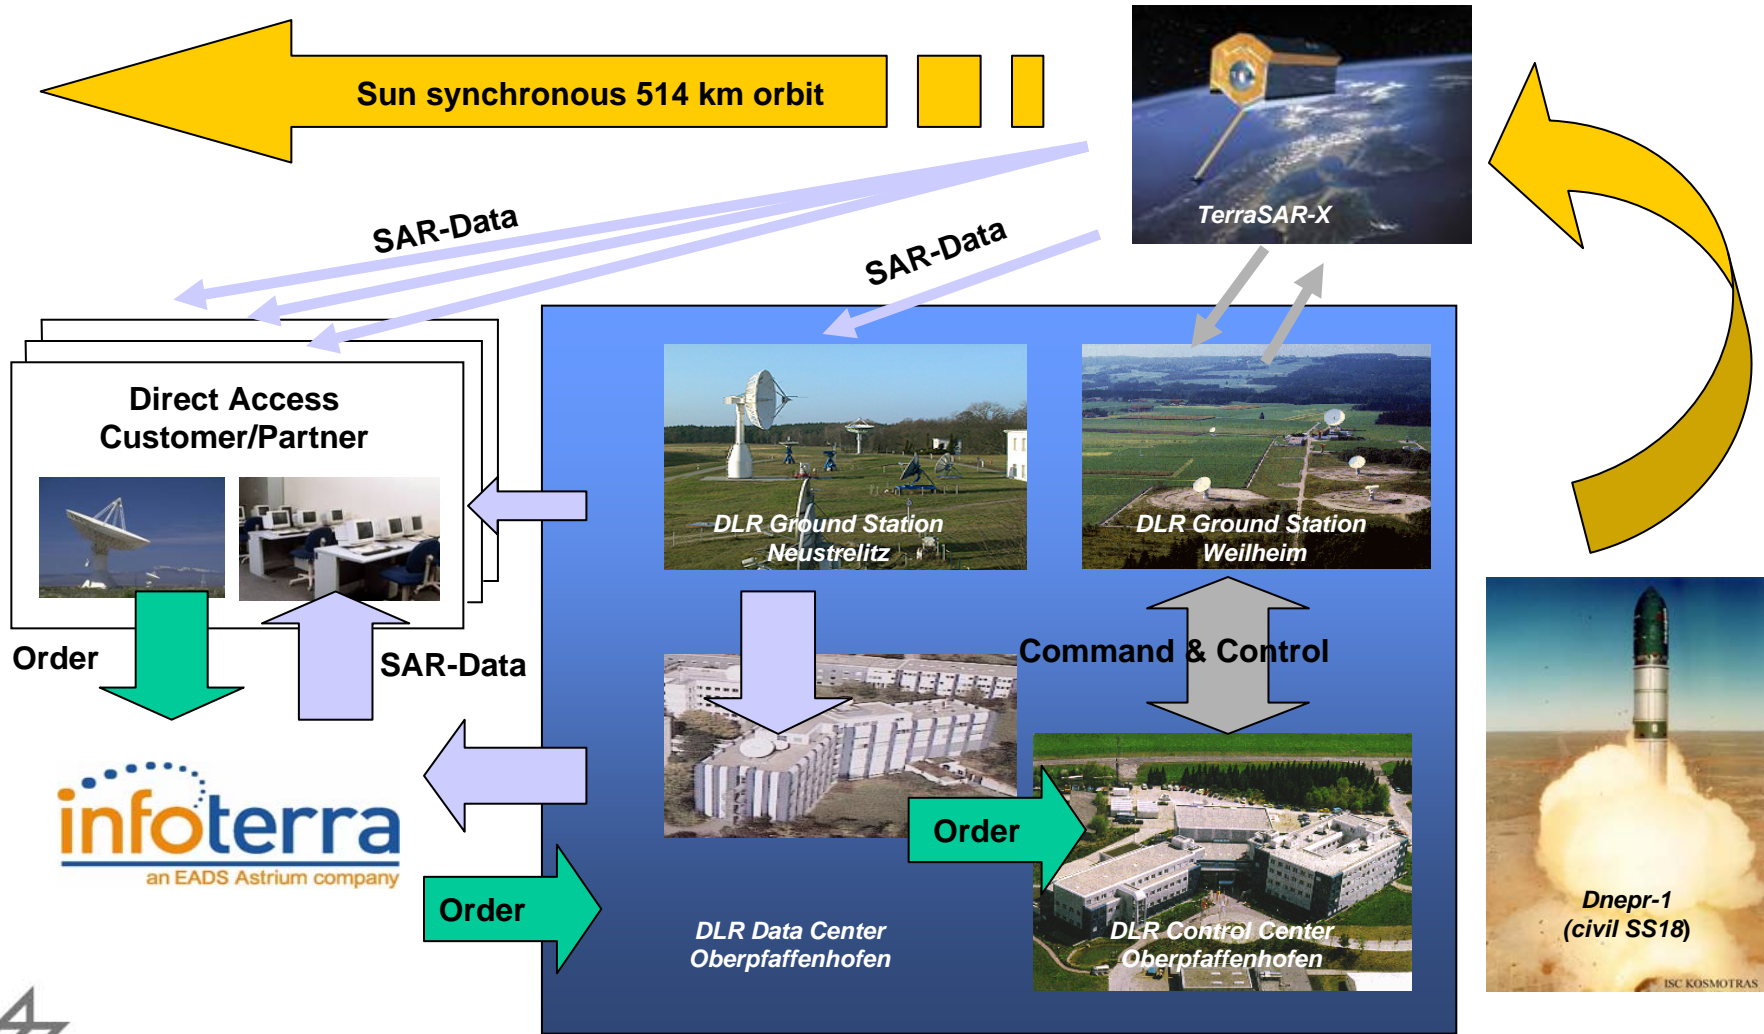 Sun synchronous 514 km orbit
TerraSAR-X
SAR-Data
SAR-Data
Direct Access
Customer/Partner
DLR Ground Station
Neustrelitz
DLR Ground Station
Weilheim
Order
SAR-Data
Command & Control
infoterra
an EADS Astrium company
Order
Order
DLR Data Center
Oberpfaffenhofen
DLR Control Center
Oberpfaffenhofen
Dnepr-1
(civil SS18)
ISC KOSMOTRAS